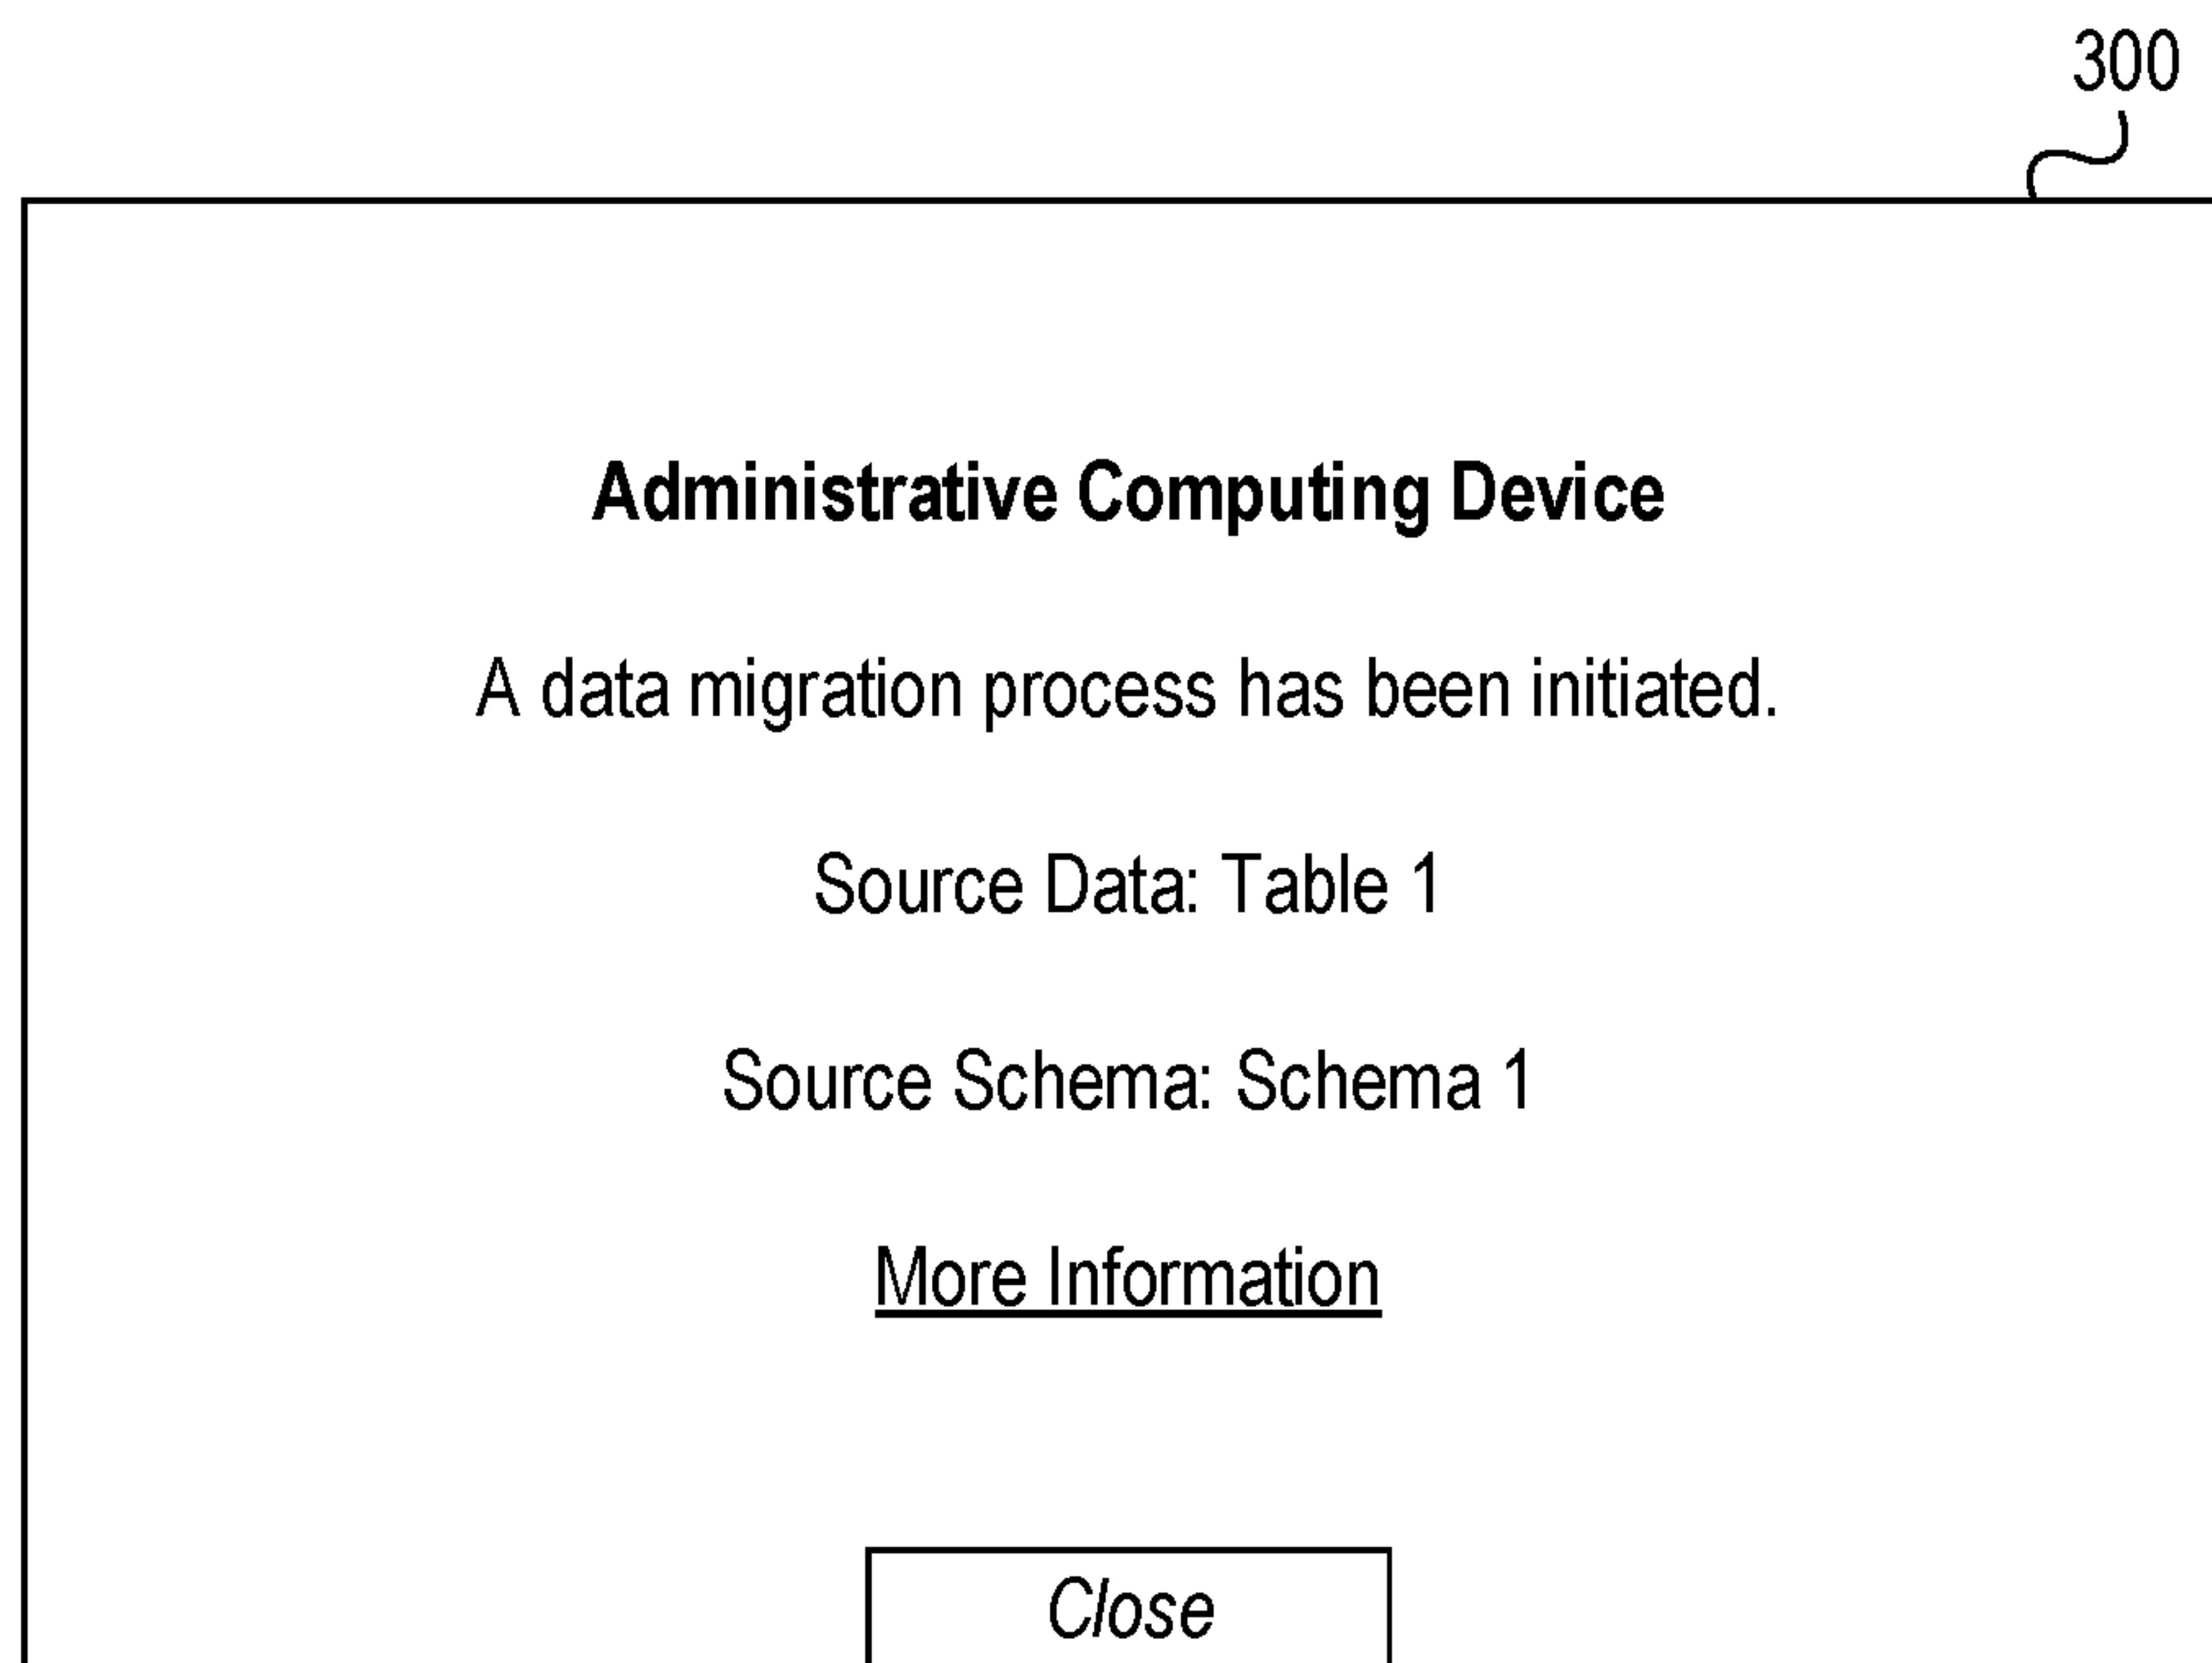 300
Administrative Computing Device
A data migration process has been initiated.
Source Data: Table 1
Source Schema: Schema 1
More Information
Close